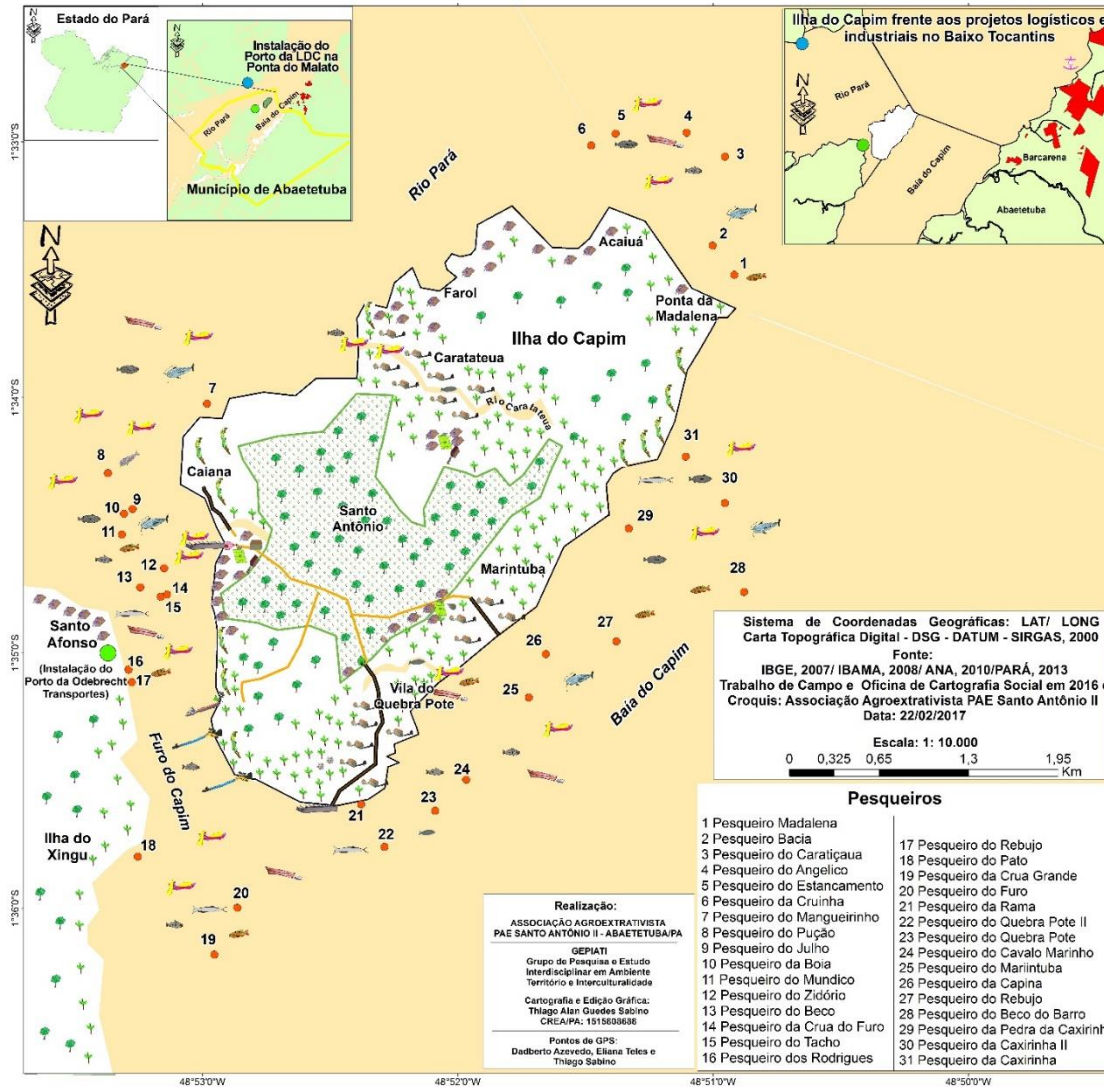 Estado do Pará
Instalação do
Porto da LDC na
Ponta do Malato
Rio Pará
Baía do Capim
Município de Abaetetuba
Ilha do Capim frente aos projetos logísticos e
industriais no Baixo Tocantins
Rio Pará
Baía do Capim
Barcarena
Abaetetuba
1°33'0"S
1°34'0"S
1°35'0"S
1°36'0"S
N
Rio Pará
6
5
4
3
2
1
Acaiuá
Farol
Ponta da
Madalena
Ilha do Capim
Caratateua
Rio Caratateua
7
8
Caiana
31
30
9
10
11
Santo
Antônio
29
12
Marintuba
28
13
14
15
Santo
Afonso
(Instalação do
Porto da Odebrecht
Transportes)
16
17
27
26
25
Vila do
Quebra Pote
Baía do Capim
Furo do Capim
24
23
21
22
Ilha do
Xingu
18
20
19
Sistema de Coordenadas Geográficas: LAT/ LONG
Carta Topográfica Digital - DSG - DATUM - SIRGAS, 2000
Fonte:
IBGE, 2007/ IBAMA, 2008/ ANA, 2010/PARÁ, 2013
Trabalho de Campo e Oficina de Cartografia Social em 2016 e
Croquis: Associação Agroextrativista PAE Santo Antônio II
Data: 22/02/2017
Escala: 1: 10.000
0 0,325 0,65 1,3 1,95
Km
Realização:
ASSOCIAÇÃO AGROEXTRATIVISTA
PAE SANTO ANTÔNIO II - ABAETETUBA/PA
GEPIATI
Grupo de Pesquisa e Estudo
Interdisciplinar em Ambiente
Território e Interculturalidade
Cartografia e Edição Gráfica:
Thiago Alan Guedes Sabino
CREA/PA: 1515808688
Pontos de GPS:
Dadberto Azevedo, Eliana Teles e
Thiago Sabino
Pesqueiros
1 Pesqueiro Madalena
2 Pesqueiro Bacia
3 Pesqueiro do Caratiçaua
4 Pesqueiro do Angelico
5 Pesqueiro do Estancamento
6 Pesqueiro da Cruinha
7 Pesqueiro do Mangueirinho
8 Pesqueiro do Pução
9 Pesqueiro do Julho
10 Pesqueiro da Boia
11 Pesqueiro do Mundico
12 Pesqueiro do Zidório
13 Pesqueiro do Beco
14 Pesqueiro da Crua do Furo
15 Pesqueiro do Tacho
16 Pesqueiro dos Rodrigues
17 Pesqueiro do Rebujo
18 Pesqueiro do Pato
19 Pesqueiro da Crua Grande
20 Pesqueiro do Furo
21 Pesqueiro da Rama
22 Pesqueiro do Quebra Pote II
23 Pesqueiro do Quebra Pote
24 Pesqueiro do Cavalo Marinho
25 Pesqueiro do Mariintuba
26 Pesqueiro da Capina
27 Pesqueiro do Rebujo
28 Pesqueiro do Beco do Barro
29 Pesqueiro da Pedra da Caxirinh
30 Pesqueiro da Caxirinha II
31 Pesqueiro da Caxirinha
48°53'0"W
48°52'0"W
48°51'0"W
48°50'0"W